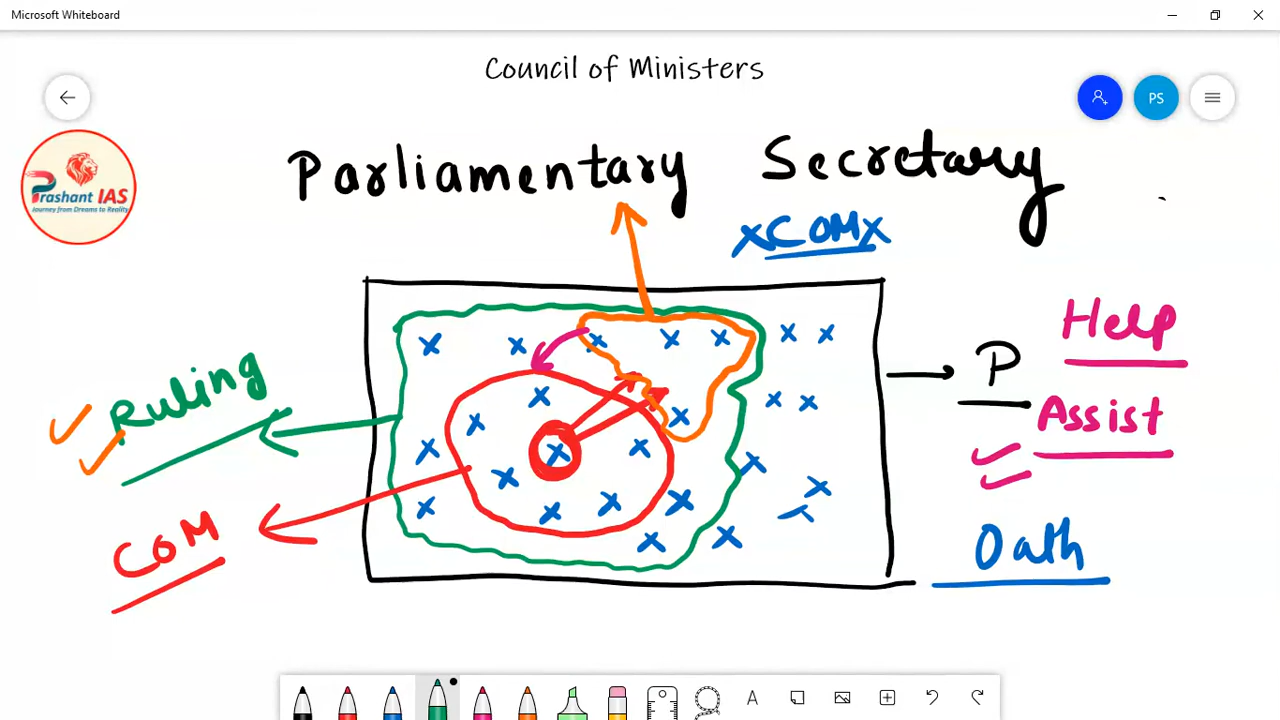 Microsoft Whiteboard
Council of Ministers
PS
Prashant IAS
Journey from Dreams to Reality
Parliamentary Secretary
xCOMx
Help
P
Assist
Ruling
COM
Oath
A